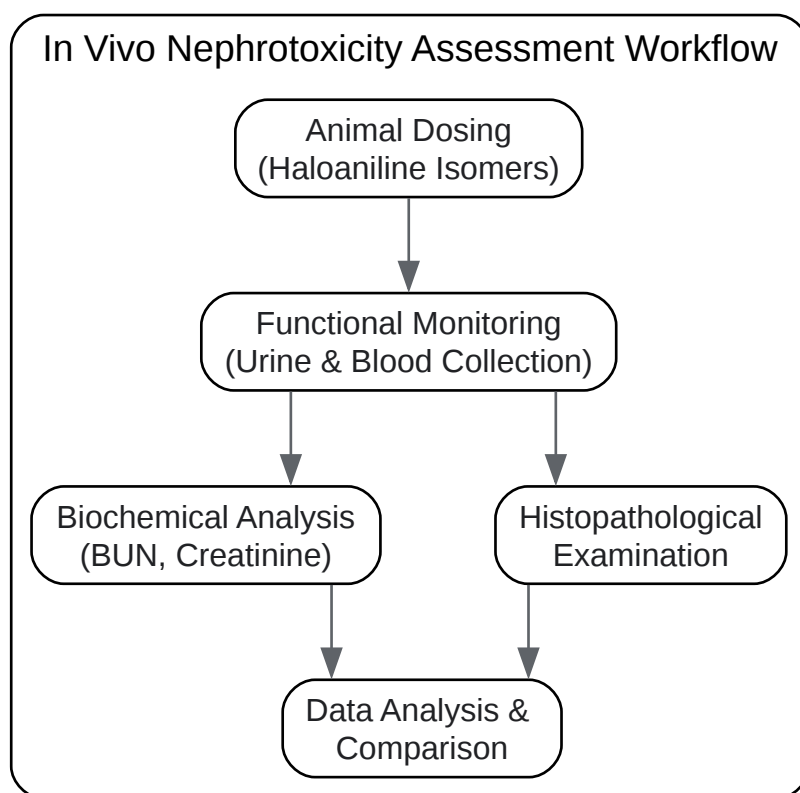 In Vivo Nephrotoxicity Assessment Workflow
Animal Dosing
(Haloaniline Isomers)
Functional Monitoring
(Urine & Blood Collection)
Biochemical Analysis
(BUN, Creatinine)
Histopathological
Examination
Data Analysis &
Comparison